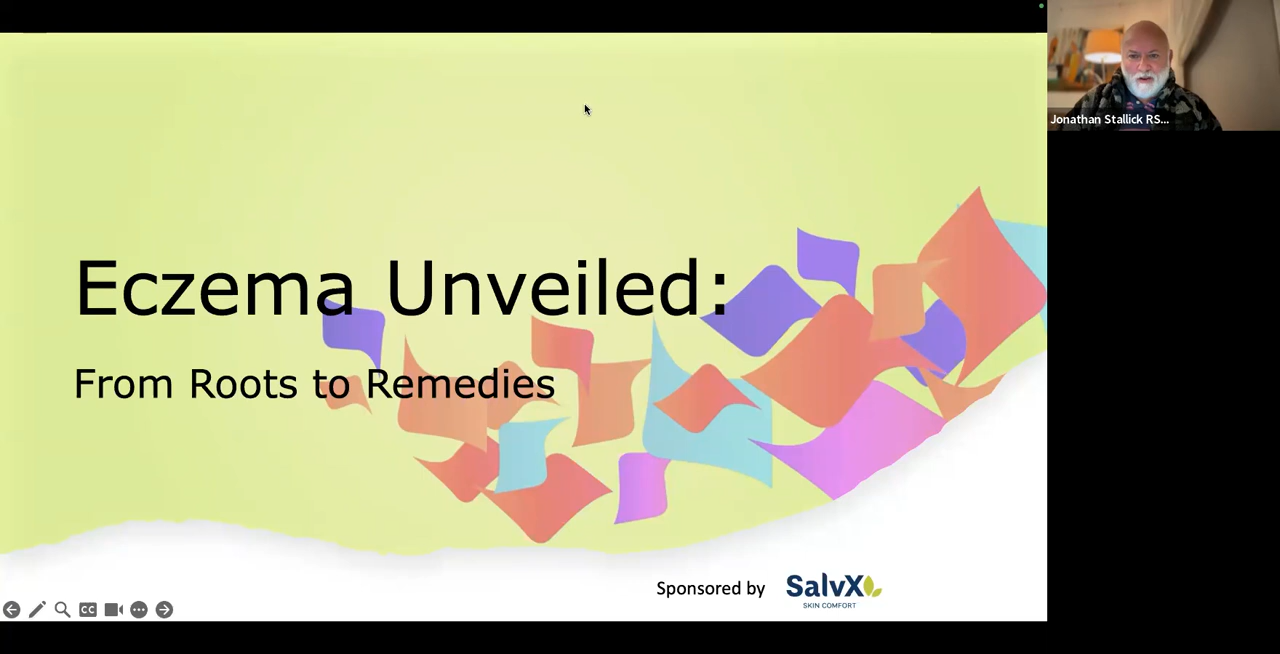 Eczema Unveiled:
From Roots to Remedies
Sponsored by
SalvX
SKIN COMFORT
CC
Jonathan Stallick RS...